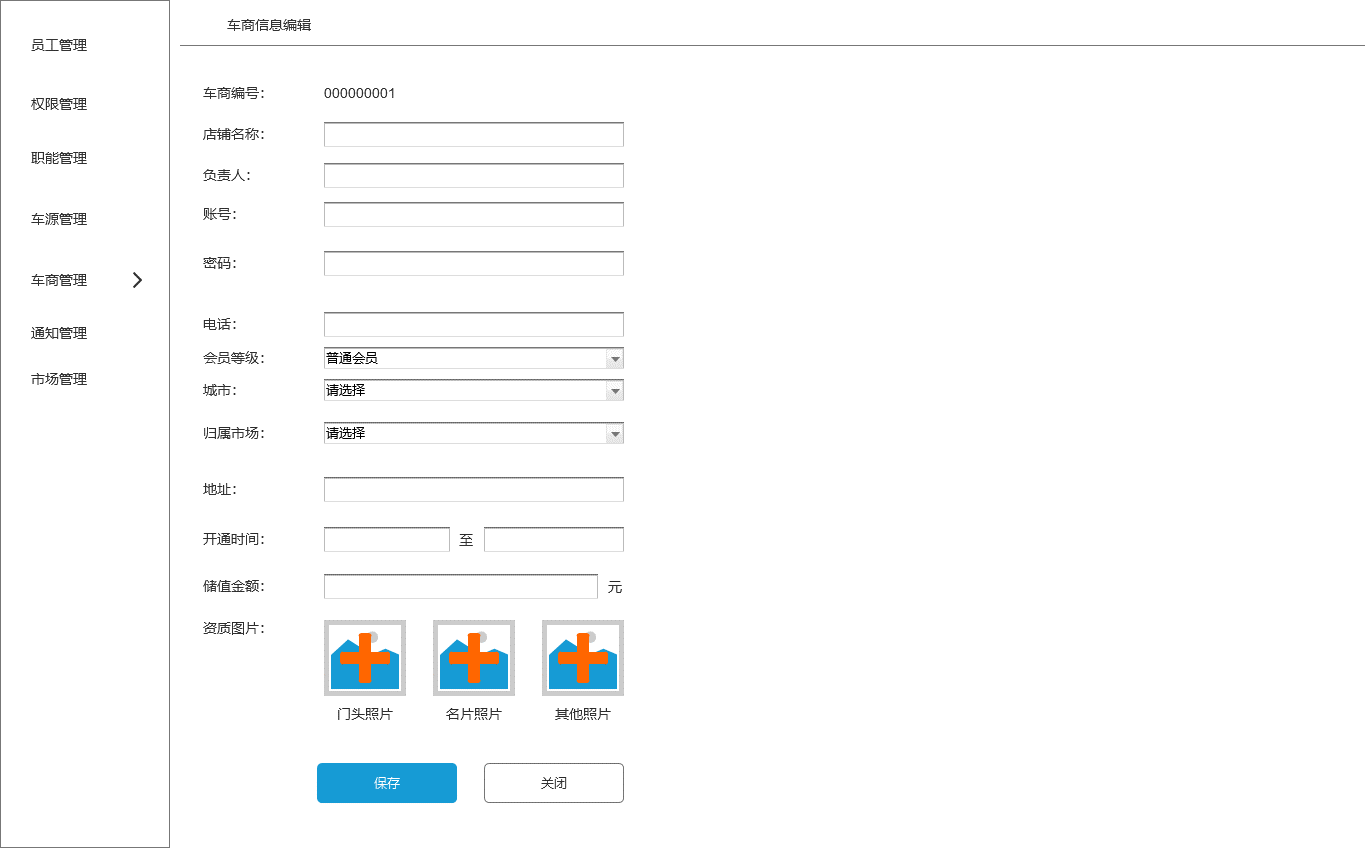 员工管理
权限管理
职能管理
车源管理
车商管理
通知管理
市场管理
车商信息编辑
车商编号： 000000001
店铺名称：
负责人：
账号：
密码：
电话：
会员等级： 普通会员
城市： 请选择
归属市场： 请选择
地址：
开通时间： 至
储值金额： 元
资质图片：
门头照片 名片照片 其他照片
保存 关闭